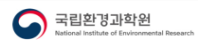 국립환경과학원
National Institute of Environmental Research